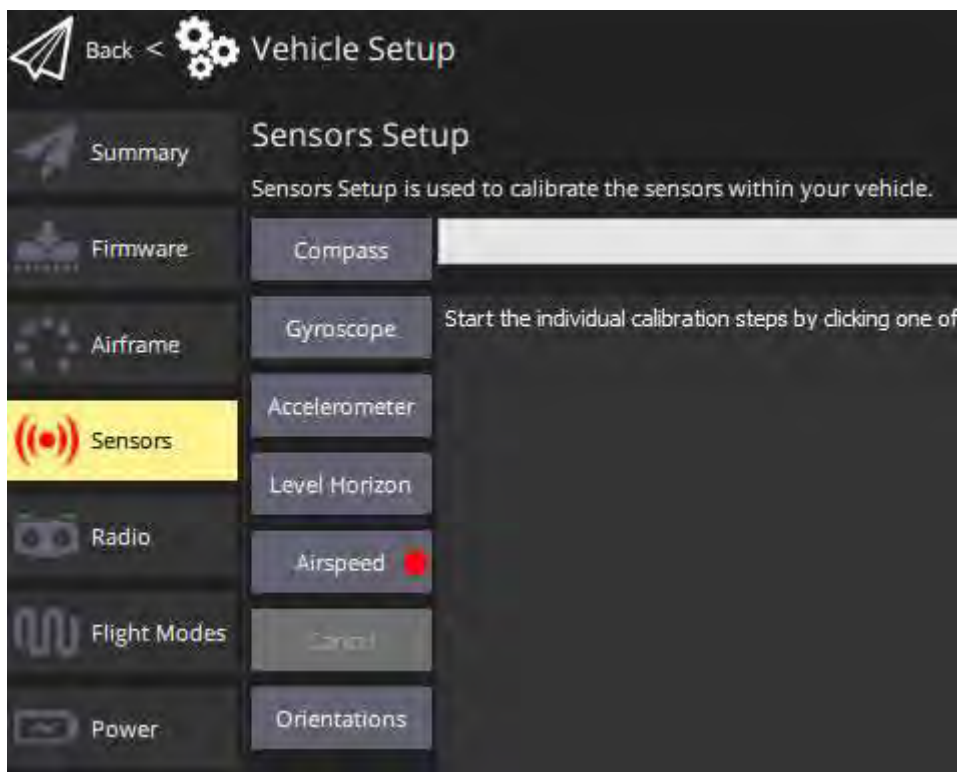 Back < Vehicle Setup
Summary
Firmware
Airframe
Sensors
Radio
Flight Modes
Power
Sensors Setup
Sensors Setup is used to calibrate the sensors within your vehicle.
Compass
Gyroscope
Accelerometer
Level Horizon
Airspeed
Cancel
Orientations
Start the individual calibration steps by clicking one of